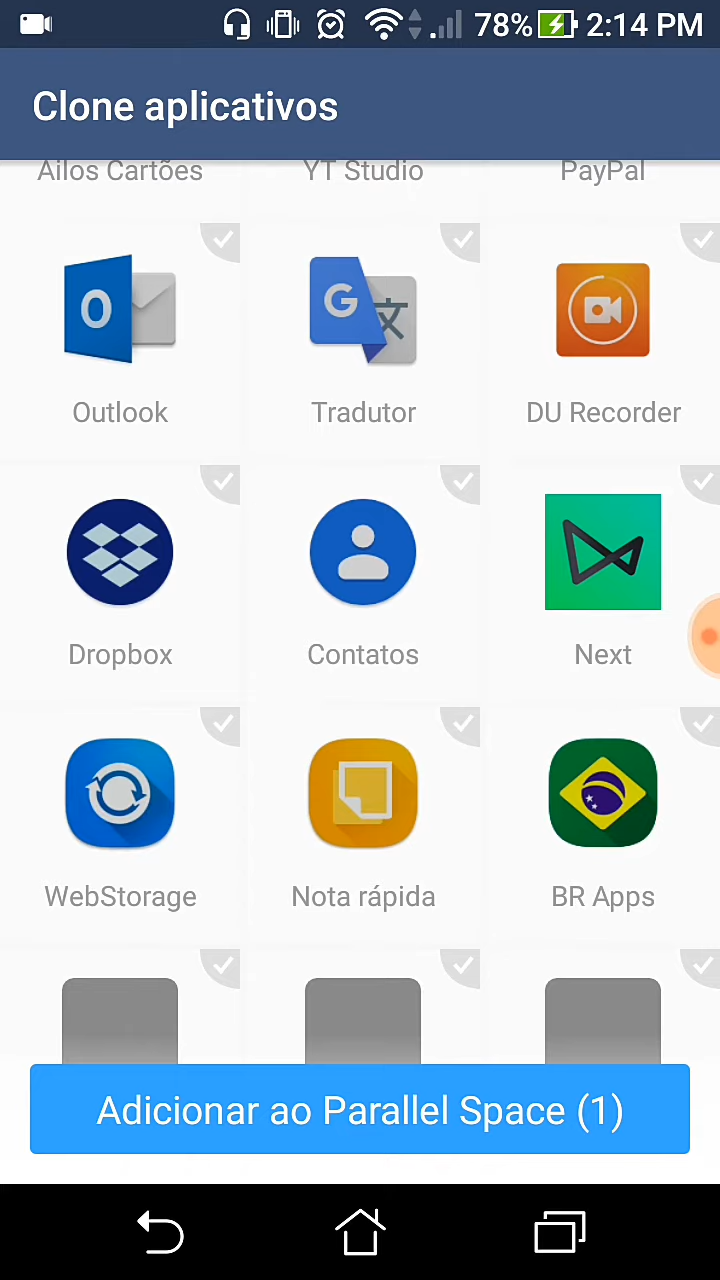 78% 2:14 PM
Clone aplicativos
Ailos Cartões YT Studio PayPal
Outlook Tradutor DU Recorder
Dropbox Contatos Next
WebStorage Nota rápida BR Apps
Adicionar ao Parallel Space (1)